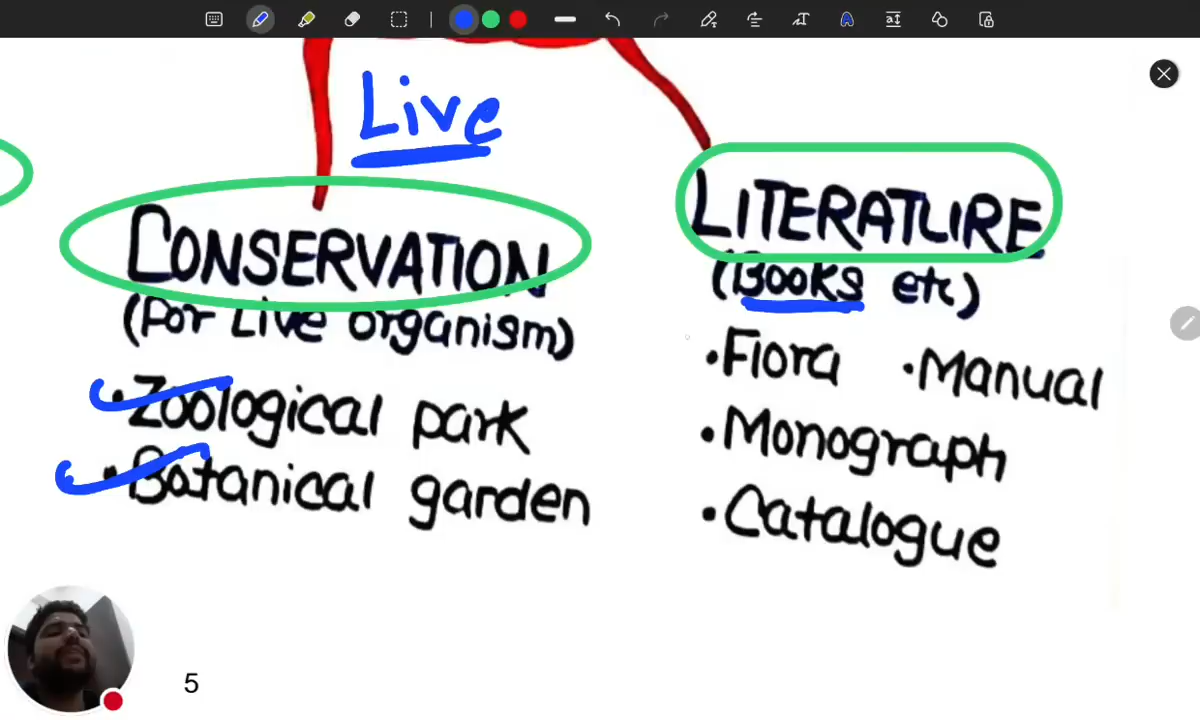 Live
CONSERVATION
(For Live organism)
• Zoological park
• Botanical garden
LITERATURE
(Books etc)
• Flora • Manual
• Monograph
• Catalogue
5